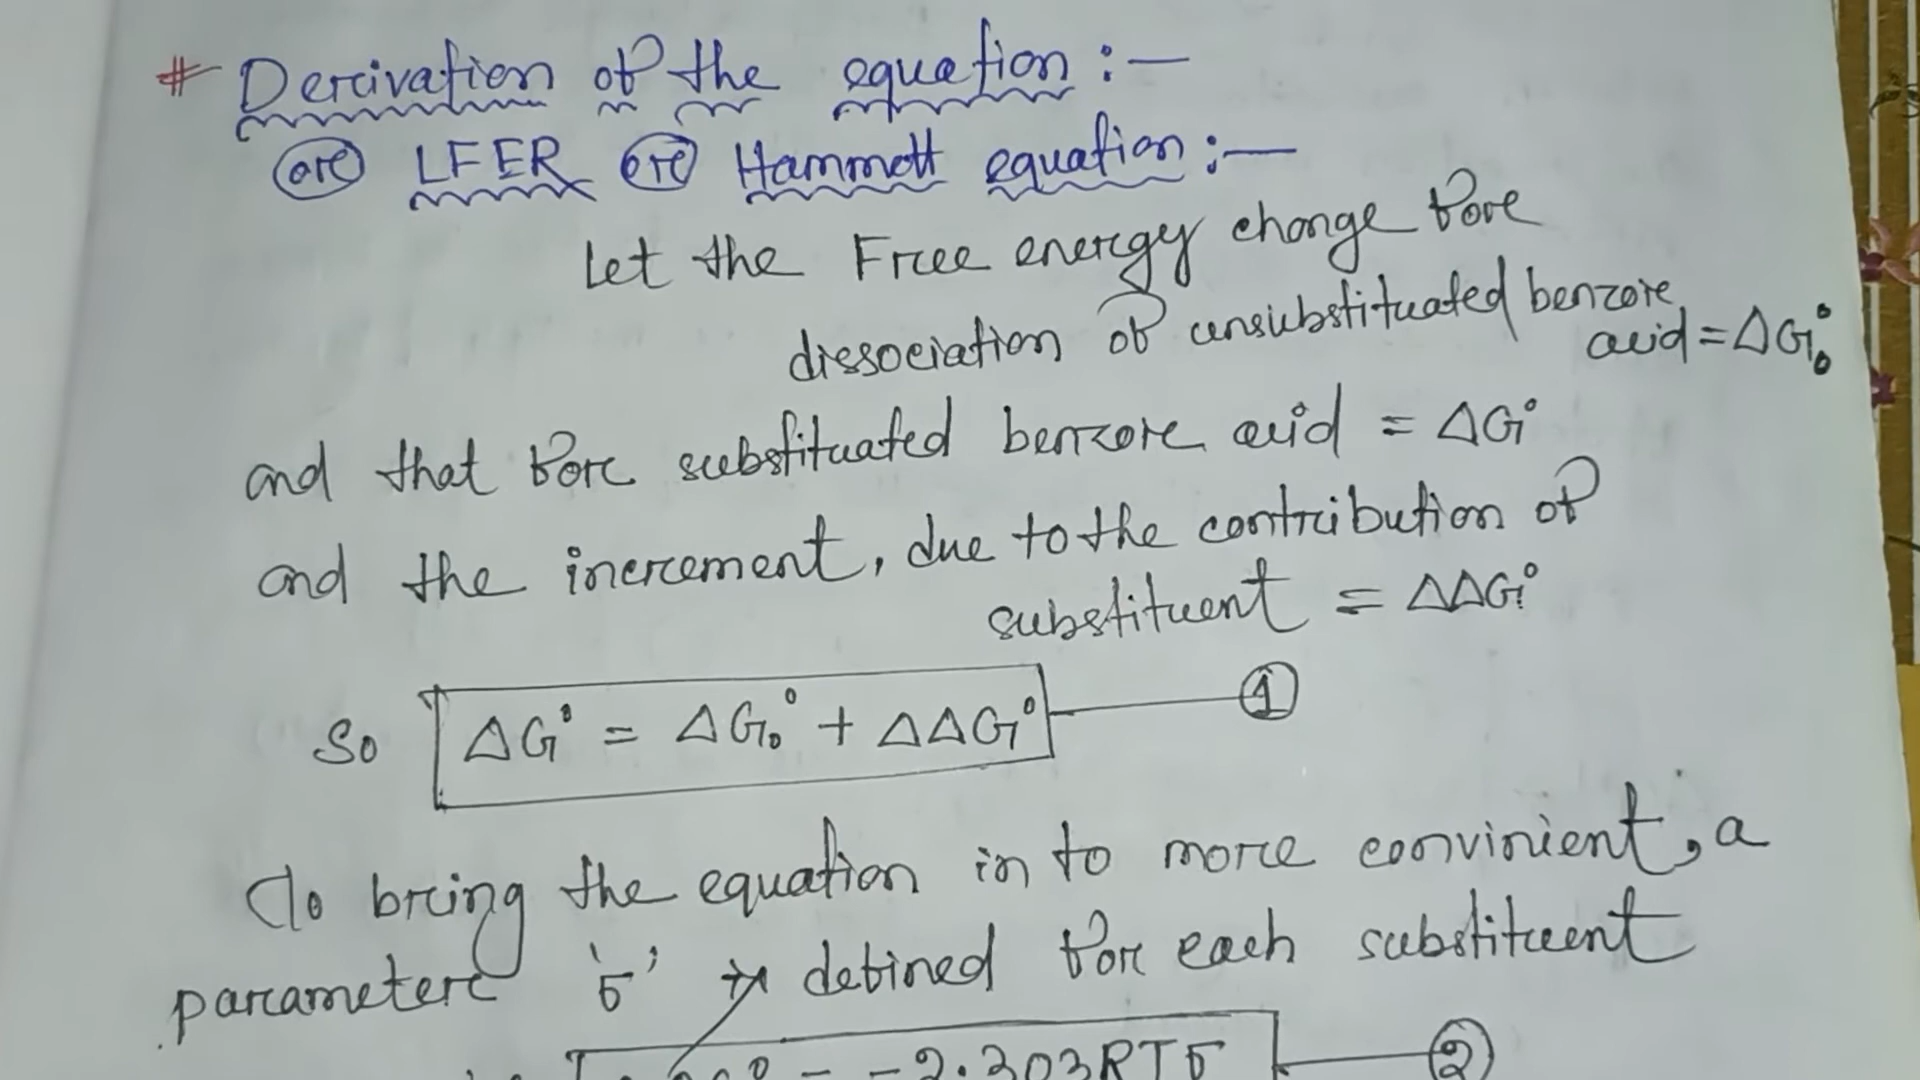 # Derivation of the equation :—
(or) LFER (or) Hammett equation :—
Let the Free energy change for
dissociation of unsubstituated benzoic
acid = ΔG₀°
and that for substituated benzoic acid = ΔG°
and the increment, due to the contribution of
substituent = ΔΔG°
So ΔG° = ΔG₀° + ΔΔG° —— ①
To bring the equation in to more convinient, a
parameter 'σ' is defined for each substituent
- 2.303RTσ —— ②